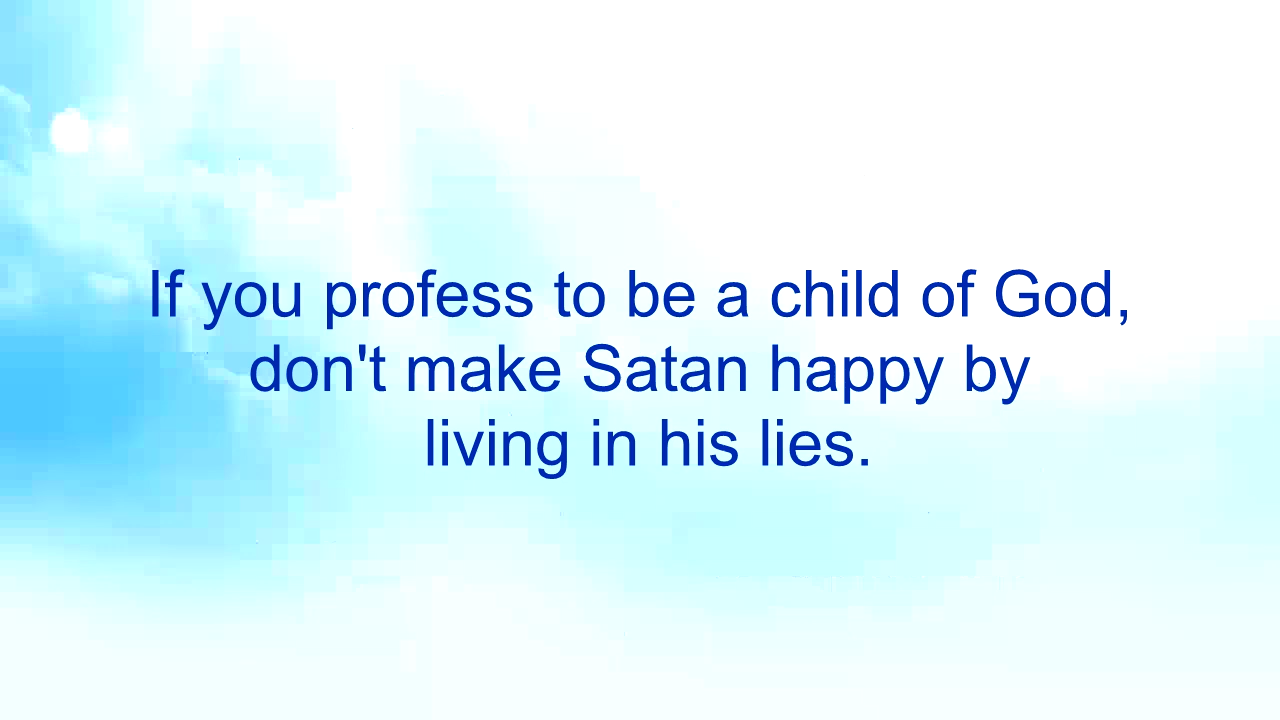 If you profess to be a child of God,
don't make Satan happy by
living in his lies.